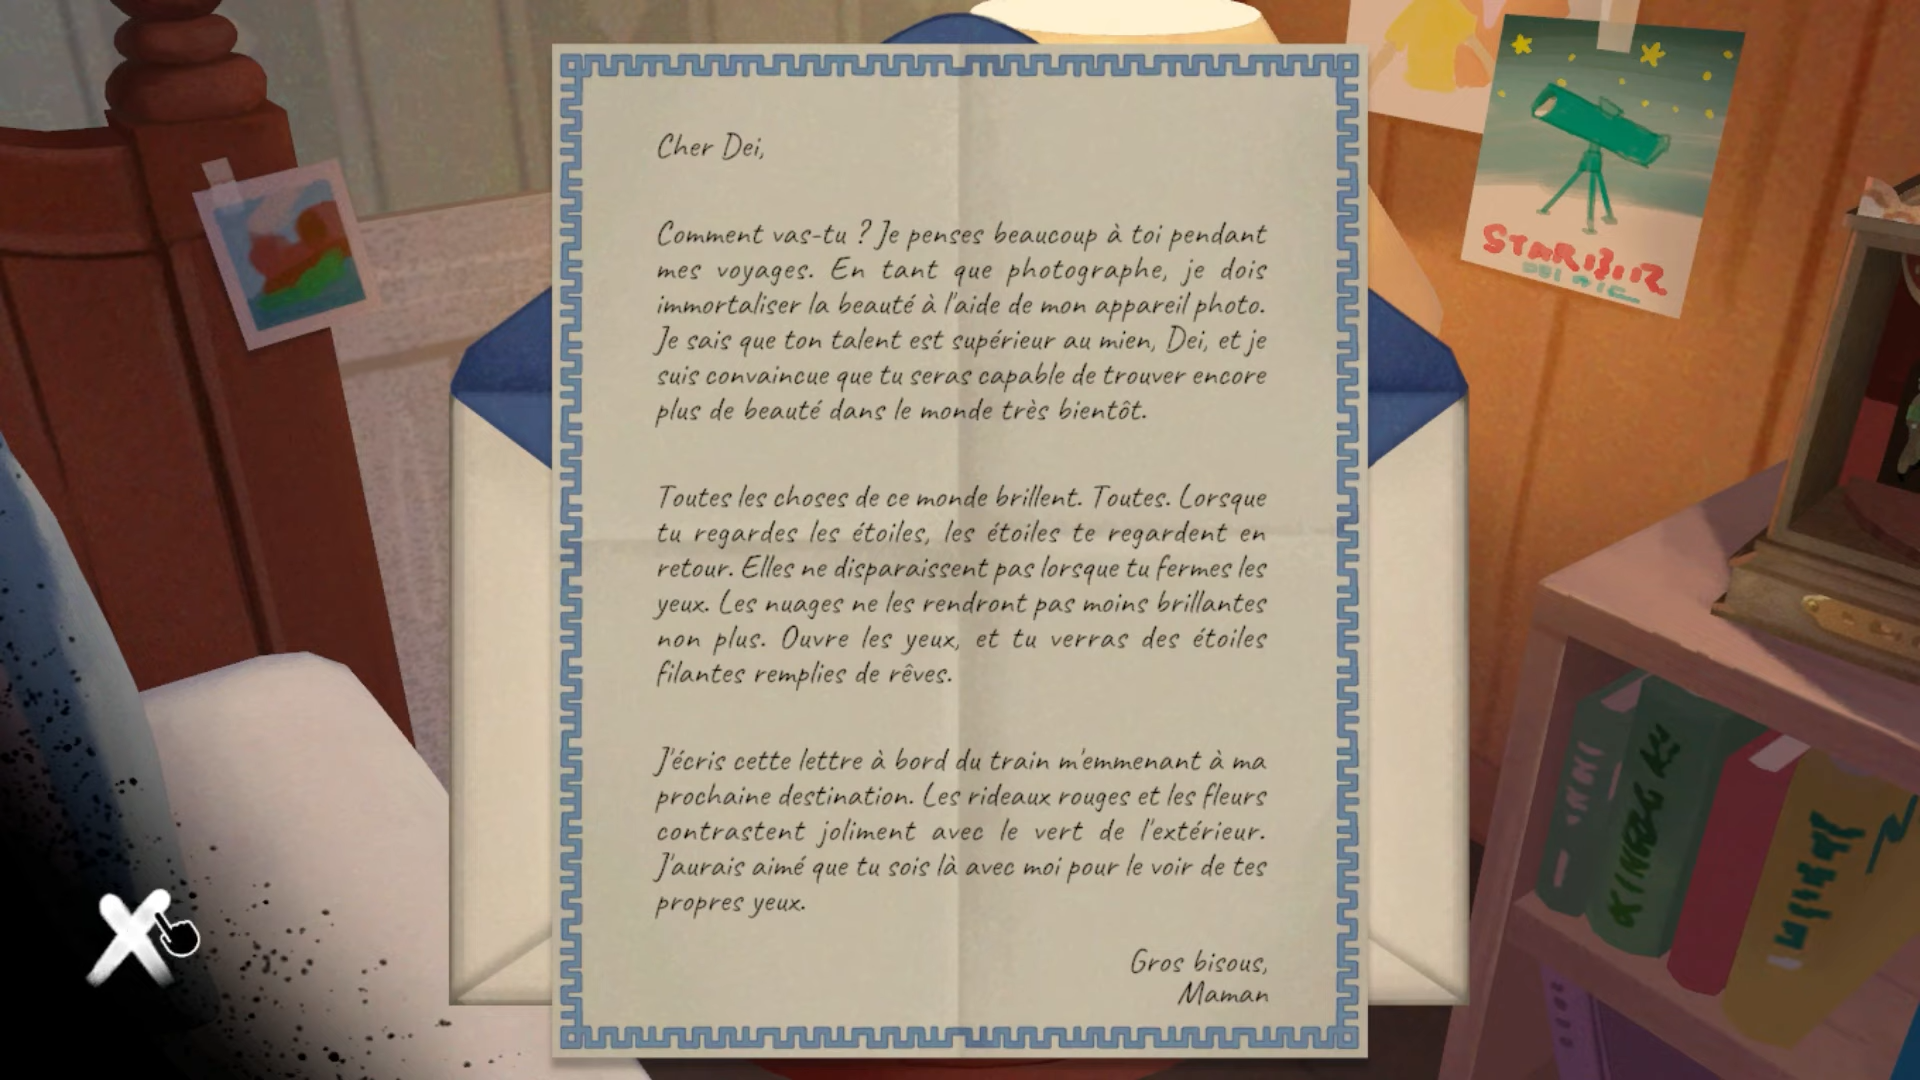 Cher Dei,
Comment vas-tu ? Je penses beaucoup à toi pendant
mes voyages. En tant que photographe, je dois
immortaliser la beauté à l'aide de mon appareil photo.
Je sais que ton talent est supérieur au mien, Dei, et je
suis convaincue que tu seras capable de trouver encore
plus de beauté dans le monde très bientôt.
Toutes les choses de ce monde brillent. Toutes. Lorsque
tu regardes les étoiles, les étoiles te regardent en
retour. Elles ne disparaissent pas lorsque tu fermes les
yeux. Les nuages ne les rendront pas moins brillantes
non plus. Ouvre les yeux, et tu verras des étoiles
filantes remplies de rêves.
J'écris cette lettre à bord du train m'emmenant à ma
prochaine destination. Les rideaux rouges et les fleurs
contrastent joliment avec le vert de l'extérieur.
J'aurais aimé que tu sois là avec moi pour le voir de tes
propres yeux.
Gros bisous,
Maman